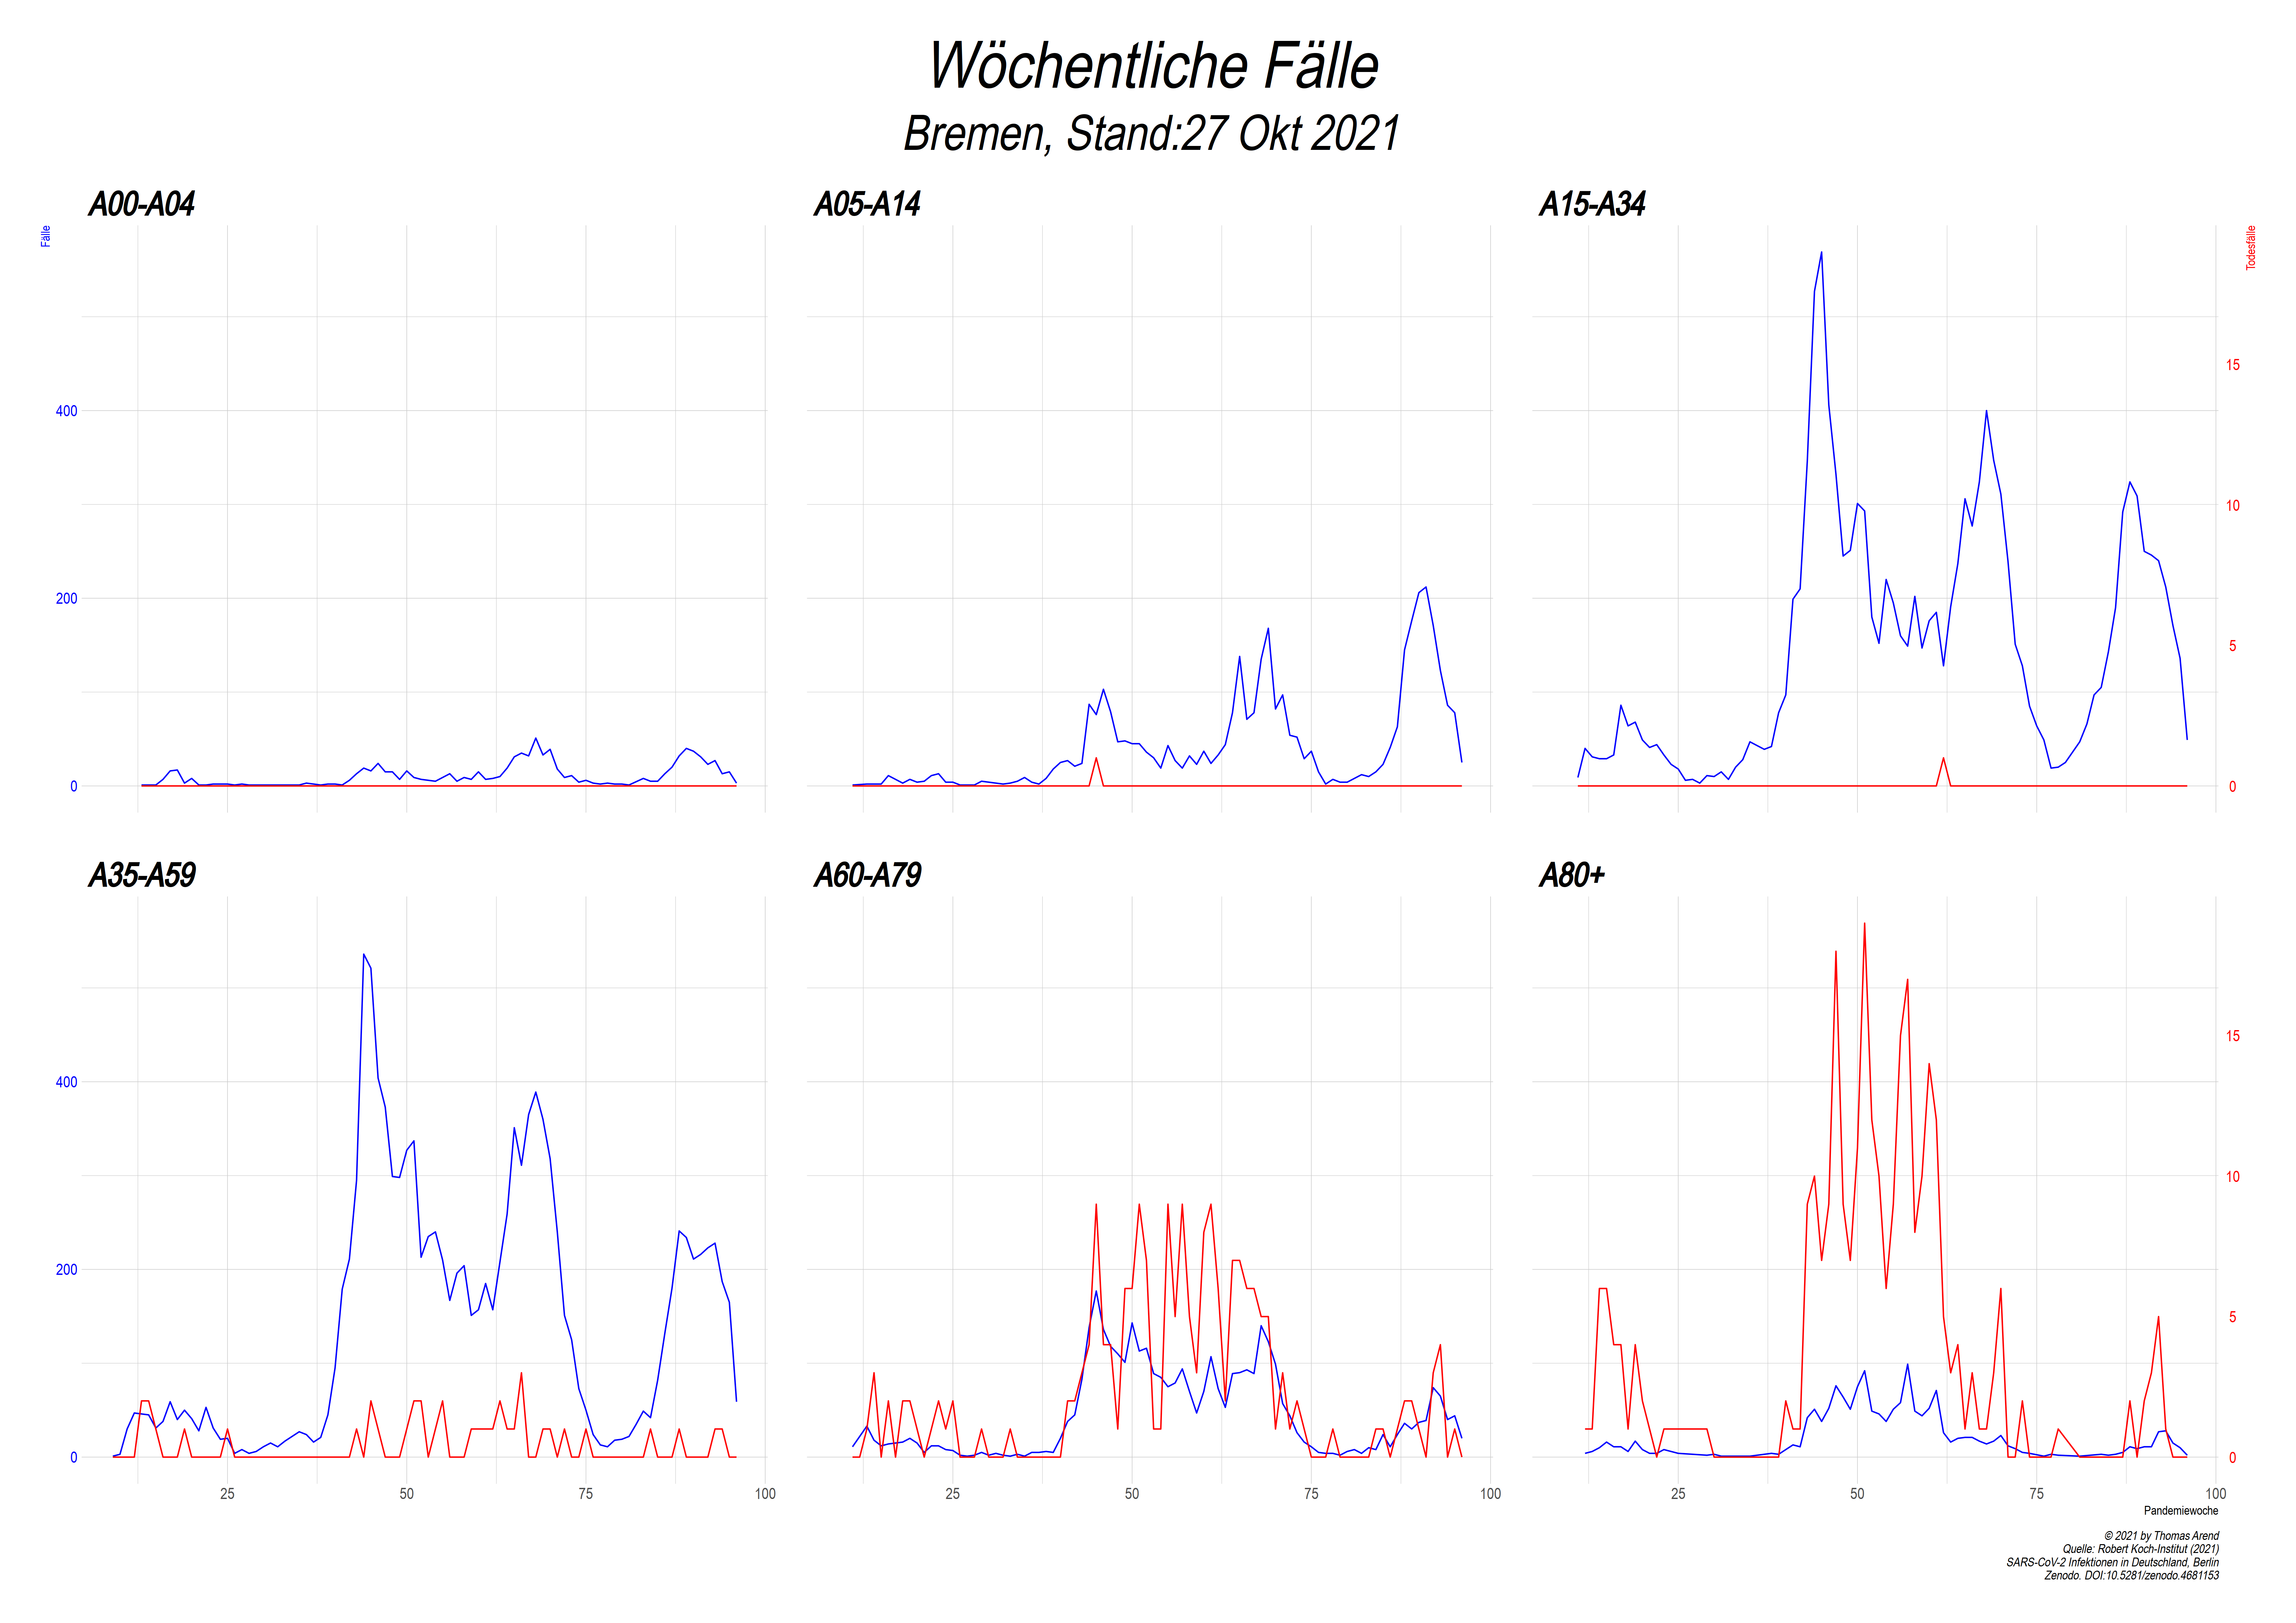 Wöchentliche Fälle
Bremen, Stand:27 Okt 2021
A00-A04
A05-A14
A15-A34
Fälle
Todesfälle
400
200
0
15
10
5
0
A35-A59
A60-A79
A80+
400
200
0
15
10
5
0
25 50 75 100
25 50 75 100
25 50 75 100
Pandemiewoche
© 2021 by Thomas Arend
Quelle: Robert Koch-Institut (2021)
SARS-CoV-2 Infektionen in Deutschland, Berlin
Zenodo. DOI:10.5281/zenodo.4681153